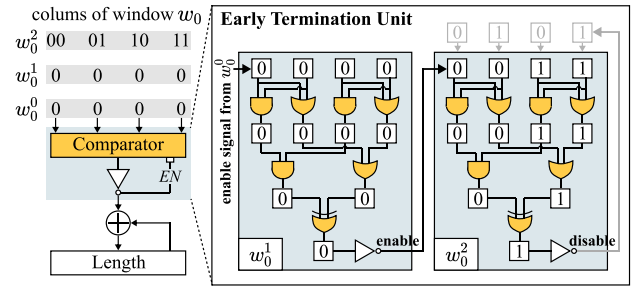 colums of window w₀
w₀² 00 01 10 11
w₀¹ 0 0 0 0
w₀⁰ 0 0 0 0
Comparator
EN
Length
Early Termination Unit
enable signal from w₀⁰
0 0 0 0
0 0 0 0
0 0
0
enable
w₀¹
0 1 0 1
0 0 1 1
0 0 1 1
0 1
1
disable
w₀²